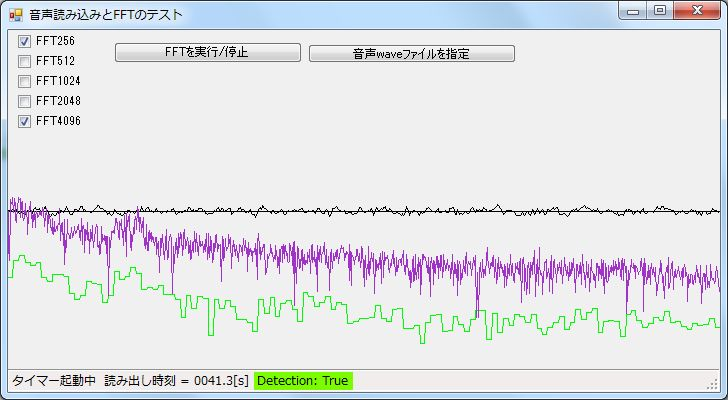 音声読み込みとFFTのテスト
FFT256
FFT512
FFT1024
FFT2048
FFT4096
FFTを実行/停止
音声waveファイルを指定
タイマー起動中 読み出し時刻 = 0041.3[s] Detection: True